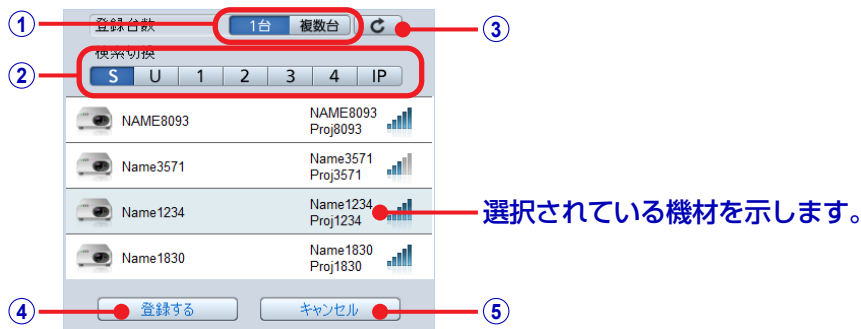 ① 登録台数 1台 複数台 ③
検索切換
② S U 1 2 3 4 IP
NAME8093 NAME8093
Proj8093
Name3571 Name3571
Proj3571
Name1234 Name1234 選択されている機材を示します。
Proj1234
Name1830 Name1830
Proj1830
④ 登録する キャンセル ⑤